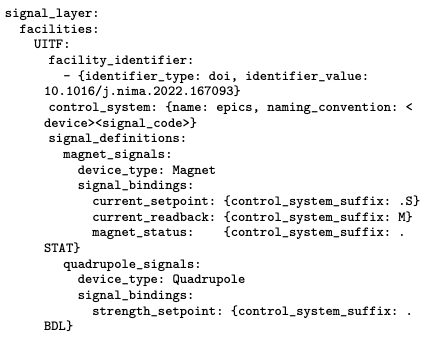 signal_layer:
facilities:
UITF:
facility_identifier:
- {identifier_type: doi, identifier_value:
10.1016/j.nima.2022.167093}
control_system: {name: epics, naming_convention: <
device><signal_code>}
signal_definitions:
magnet_signals:
device_type: Magnet
signal_bindings:
current_setpoint: {control_system_suffix: .S}
current_readback: {control_system_suffix: M}
magnet_status: {control_system_suffix: .
STAT}
quadrupole_signals:
device_type: Quadrupole
signal_bindings:
strength_setpoint: {control_system_suffix: .
BDL}